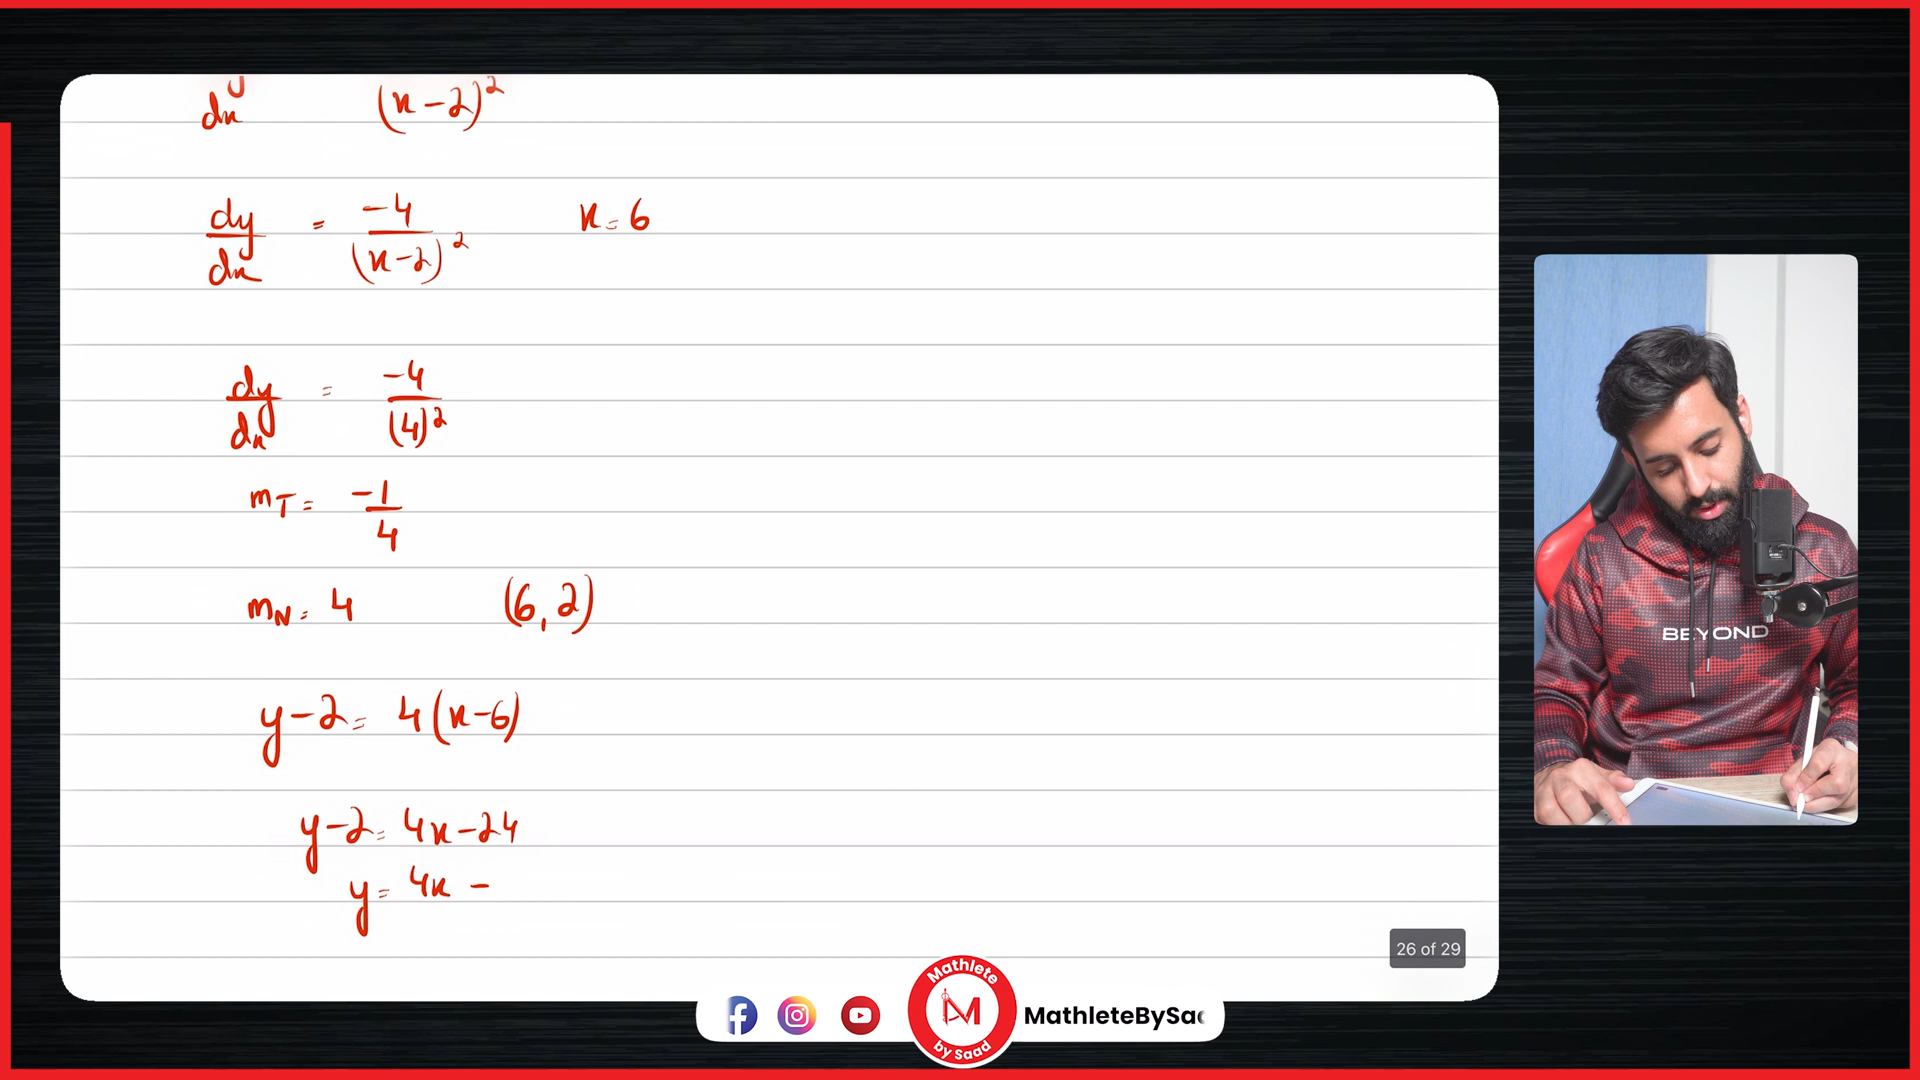 dy/dx (x-2)²
dy/dx = -4/(x-2)² x = 6
dy/dx = -4/(4)²
mT = -1/4
mN = 4 (6, 2)
y-2 = 4(x-6)
y-2 = 4x-24
y = 4x -
BEYOND
26 of 29
Mathlete
M
by Saad
MathleteBySa